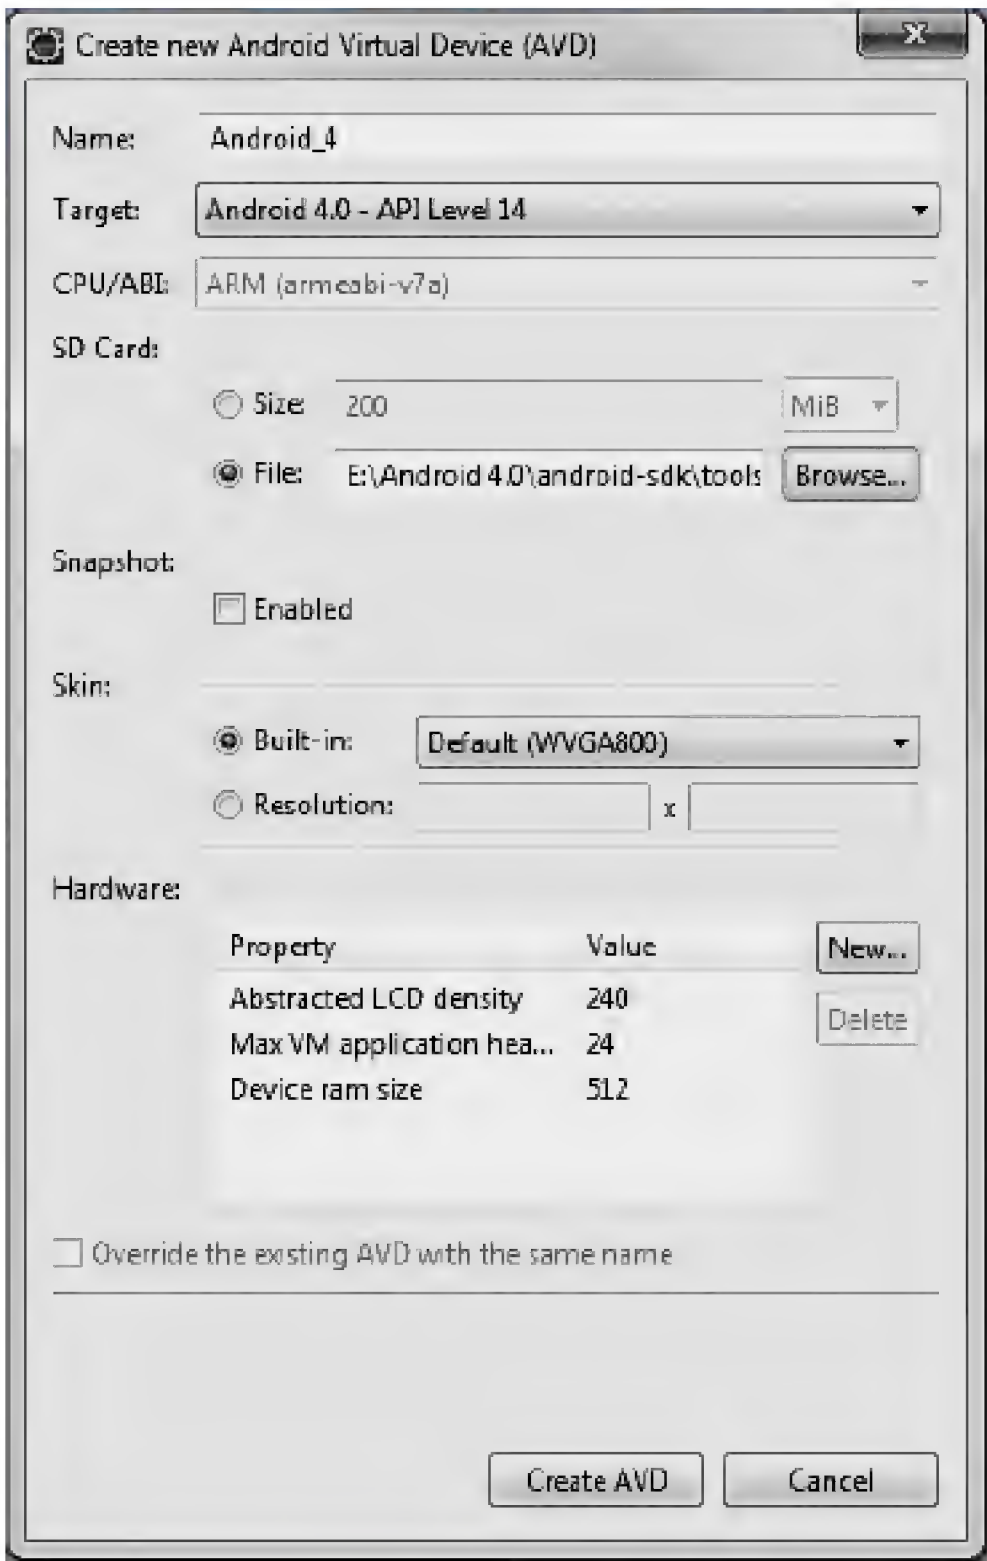 Create new Android Virtual Device (AVD)
Name: Android_4
Target: Android 4.0 - API Level 14
CPU/ABI: ARM (armeabi-v7a)
SD Card:
Size: 200 MiB
File: E:\Android 4.0\android-sdk\tools Browse...
Snapshot:
Enabled
Skin:
Built-in: Default (WVGA800)
Resolution: x
Hardware:
Property Value New...
Abstracted LCD density 240
Delete
Max VM application hea... 24
Device ram size 512
Override the existing AVD with the same name
Create AVD Cancel